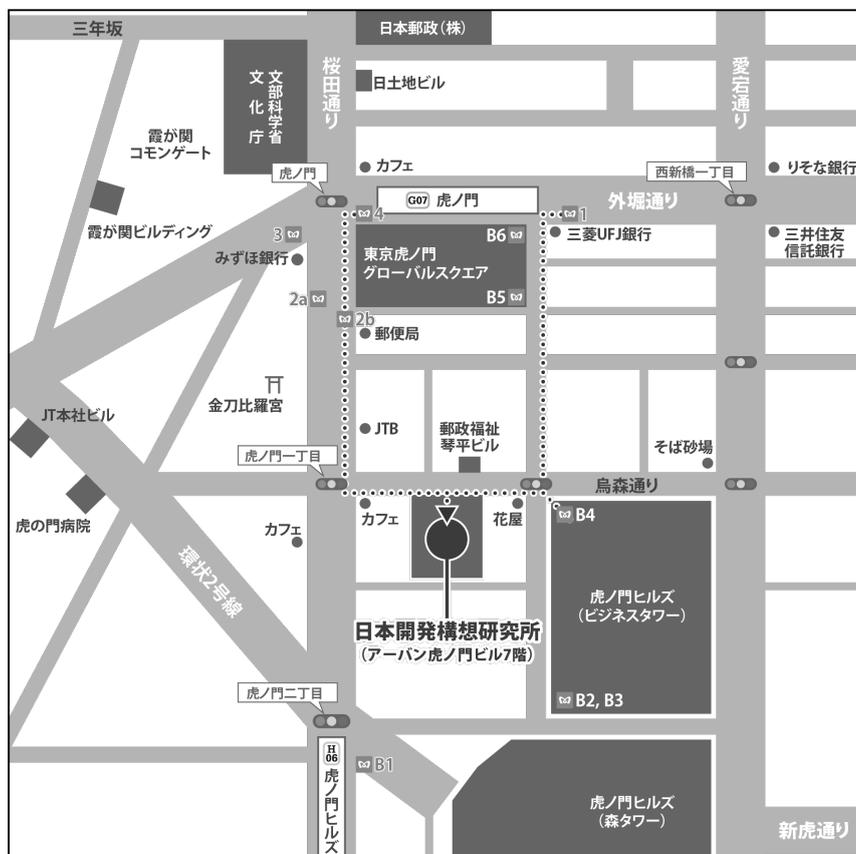 三年坂
日本郵政（株）
桜田通り
愛宕通り
文部科学省
文化庁
日土地ビル
霞が関
コモンゲート
カフェ
虎ノ門
西新橋一丁目
りそな銀行
G07 虎ノ門
外堀通り
霞が関ビルディング
3
4
1
B6
三菱UFJ銀行
三井住友
信託銀行
みずほ銀行
東京虎ノ門
グローバルスクエア
2a
B5
2b
郵便局
金刀比羅宮
JT本社ビル
JTB
郵政福祉
琴平ビル
そば砂場
虎ノ門一丁目
烏森通り
虎の門病院
カフェ
カフェ
花屋
B4
環状2号線
虎ノ門ヒルズ
（ビジネスタワー）
日本開発構想研究所
（アーバン虎ノ門ビル7階）
虎ノ門二丁目
B2, B3
H
06
虎ノ門ヒルズ
B1
虎ノ門ヒルズ
（森タワー）
新虎通り